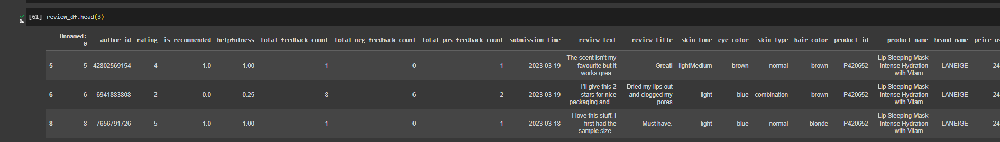 [61] review_df.head(3)
Unnamed: 0 author_id rating is_recommended helpfulness total_feedback_count total_neg_feedback_count total_pos_feedback_count submission_time review_text review_title skin_tone eye_color skin_type hair_color product_id product_name brand_name price_us
0s
The scent isn't my
favourite but it
works grea...
5 5 42802569154 4 1.0 1.00 1 0 1 2023-03-19 Great! lightMedium brown normal brown P420652 LANEIGE 24
Lip Sleeping Mask
Intense Hydration
with Vitam...
I'll give this 2
stars for nice
packaging and ...
Dried my lips out
and clogged my
pores
6 6 6941883808 2 0.0 0.25 8 6 2 2023-03-19 light blue combination brown P420652 LANEIGE 24
Lip Sleeping Mask
Intense Hydration
with Vitam...
I love this stuff. I
first had the
sample size...
8 8 7656791726 5 1.0 1.00 1 0 1 2023-03-18 Must have. light blue normal blonde P420652 LANEIGE 24
Lip Sleeping Mask
Intense Hydration
with Vitam...